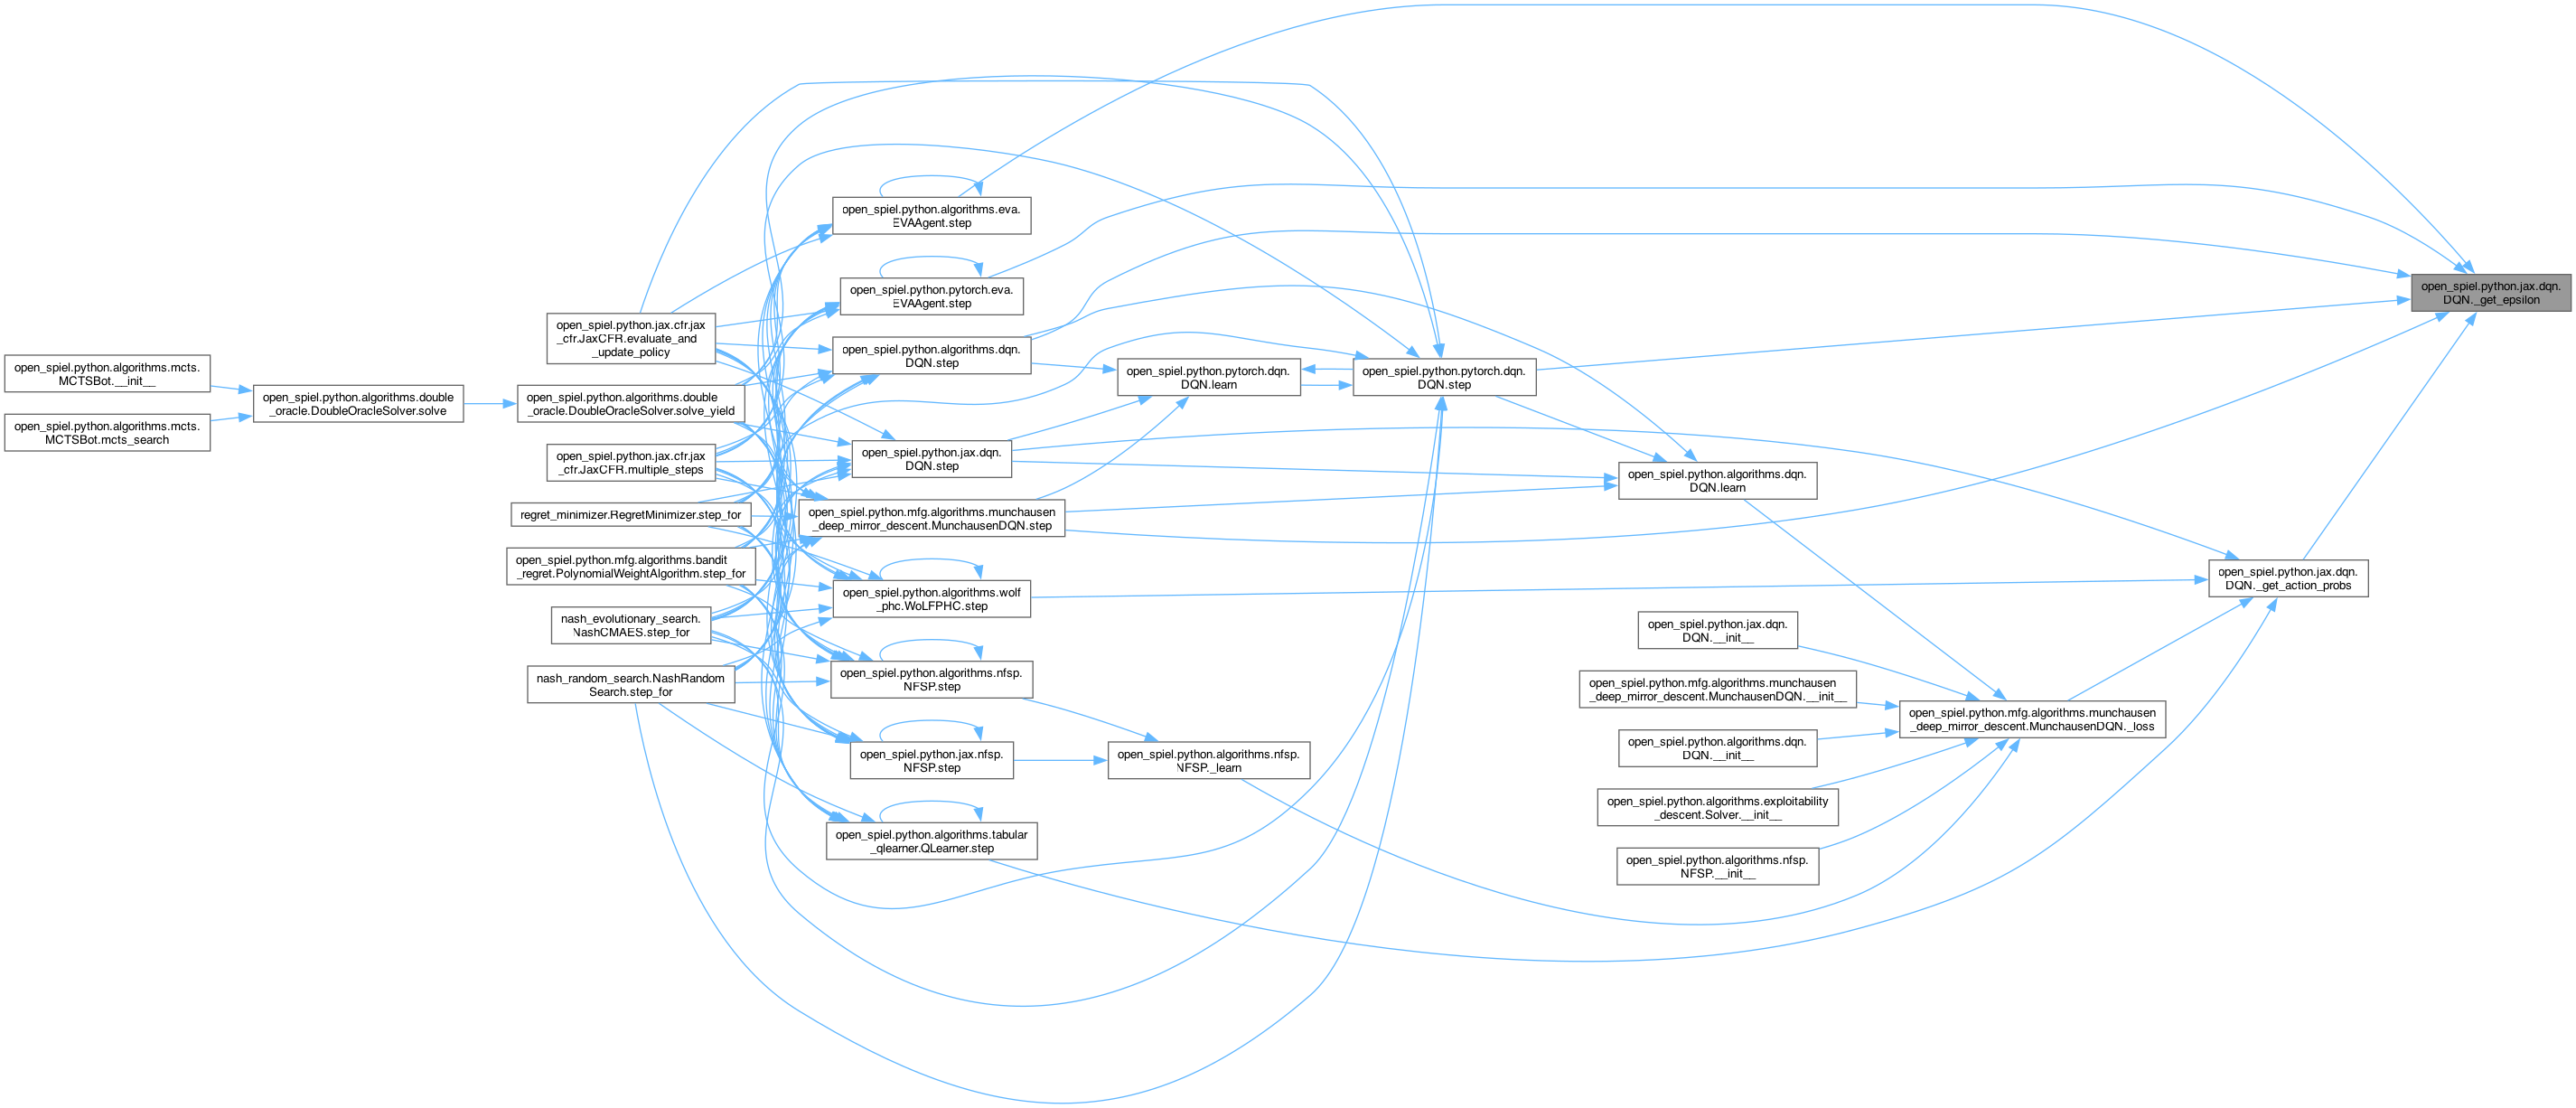 open_spiel.python.algorithms.mcts.
MCTSBot.__init__
open_spiel.python.algorithms.mcts.
MCTSBot.mcts_search
open_spiel.python.algorithms.double
_oracle.DoubleOracleSolver.solve
open_spiel.python.jax.cfr.jax
_cfr.JaxCFR.evaluate_and
_update_policy
open_spiel.python.algorithms.double
_oracle.DoubleOracleSolver.solve_yield
open_spiel.python.jax.cfr.jax
_cfr.JaxCFR.multiple_steps
regret_minimizer.RegretMinimizer.step_for
open_spiel.python.mfg.algorithms.bandit
_regret.PolynomialWeightAlgorithm.step_for
nash_evolutionary_search.
NashCMAES.step_for
nash_random_search.NashRandom
Search.step_for
open_spiel.python.algorithms.eva.
EVAAgent.step
open_spiel.python.pytorch.eva.
EVAAgent.step
open_spiel.python.algorithms.dqn.
DQN.step
open_spiel.python.jax.dqn.
DQN.step
open_spiel.python.mfg.algorithms.munchausen
_deep_mirror_descent.MunchausenDQN.step
open_spiel.python.algorithms.wolf
_phc.WoLFPHC.step
open_spiel.python.algorithms.nfsp.
NFSP.step
open_spiel.python.jax.nfsp.
NFSP.step
open_spiel.python.algorithms.tabular
_qlearner.QLearner.step
open_spiel.python.pytorch.dqn.
DQN.learn
open_spiel.python.algorithms.nfsp.
NFSP._learn
open_spiel.python.pytorch.dqn.
DQN.step
open_spiel.python.algorithms.dqn.
DQN.learn
open_spiel.python.jax.dqn.
DQN.__init__
open_spiel.python.mfg.algorithms.munchausen
_deep_mirror_descent.MunchausenDQN.__init__
open_spiel.python.algorithms.dqn.
DQN.__init__
open_spiel.python.algorithms.exploitability
_descent.Solver.__init__
open_spiel.python.algorithms.nfsp.
NFSP.__init__
open_spiel.python.mfg.algorithms.munchausen
_deep_mirror_descent.MunchausenDQN._loss
open_spiel.python.jax.dqn.
DQN._get_action_probs
open_spiel.python.jax.dqn.
DQN._get_epsilon